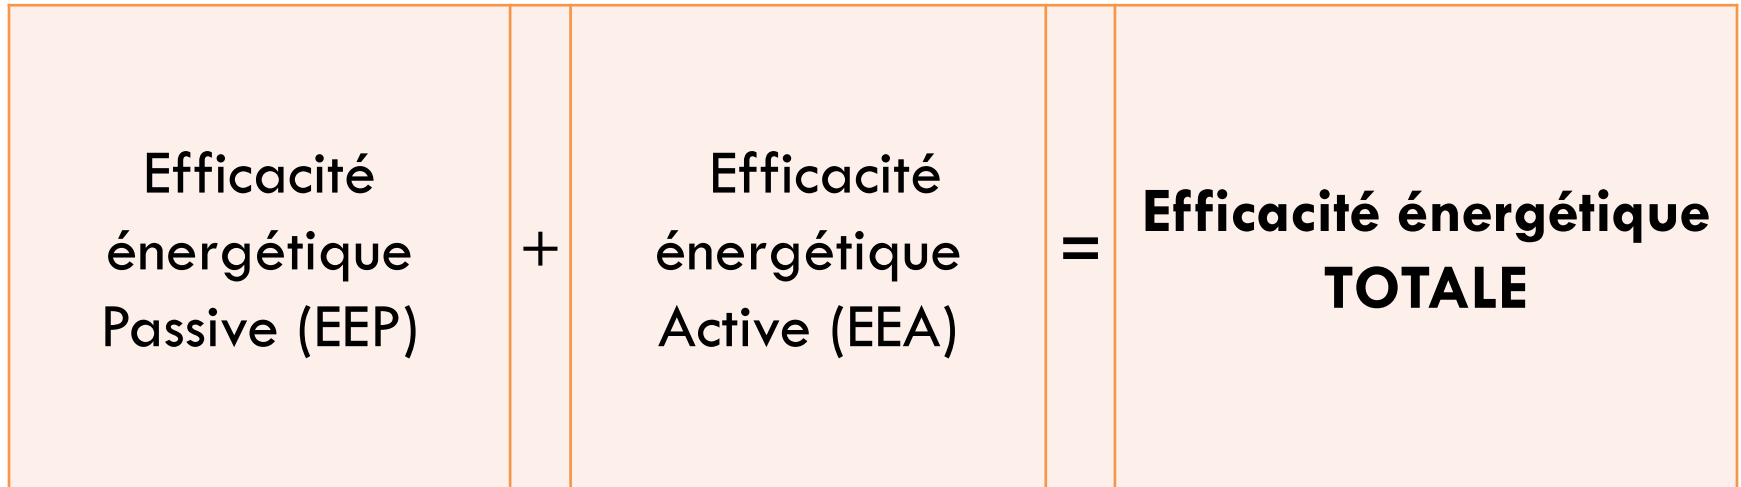 Efficacité
énergétique
Passive (EEP)
+
Efficacité
énergétique
Active (EEA)
=
Efficacité énergétique
TOTALE